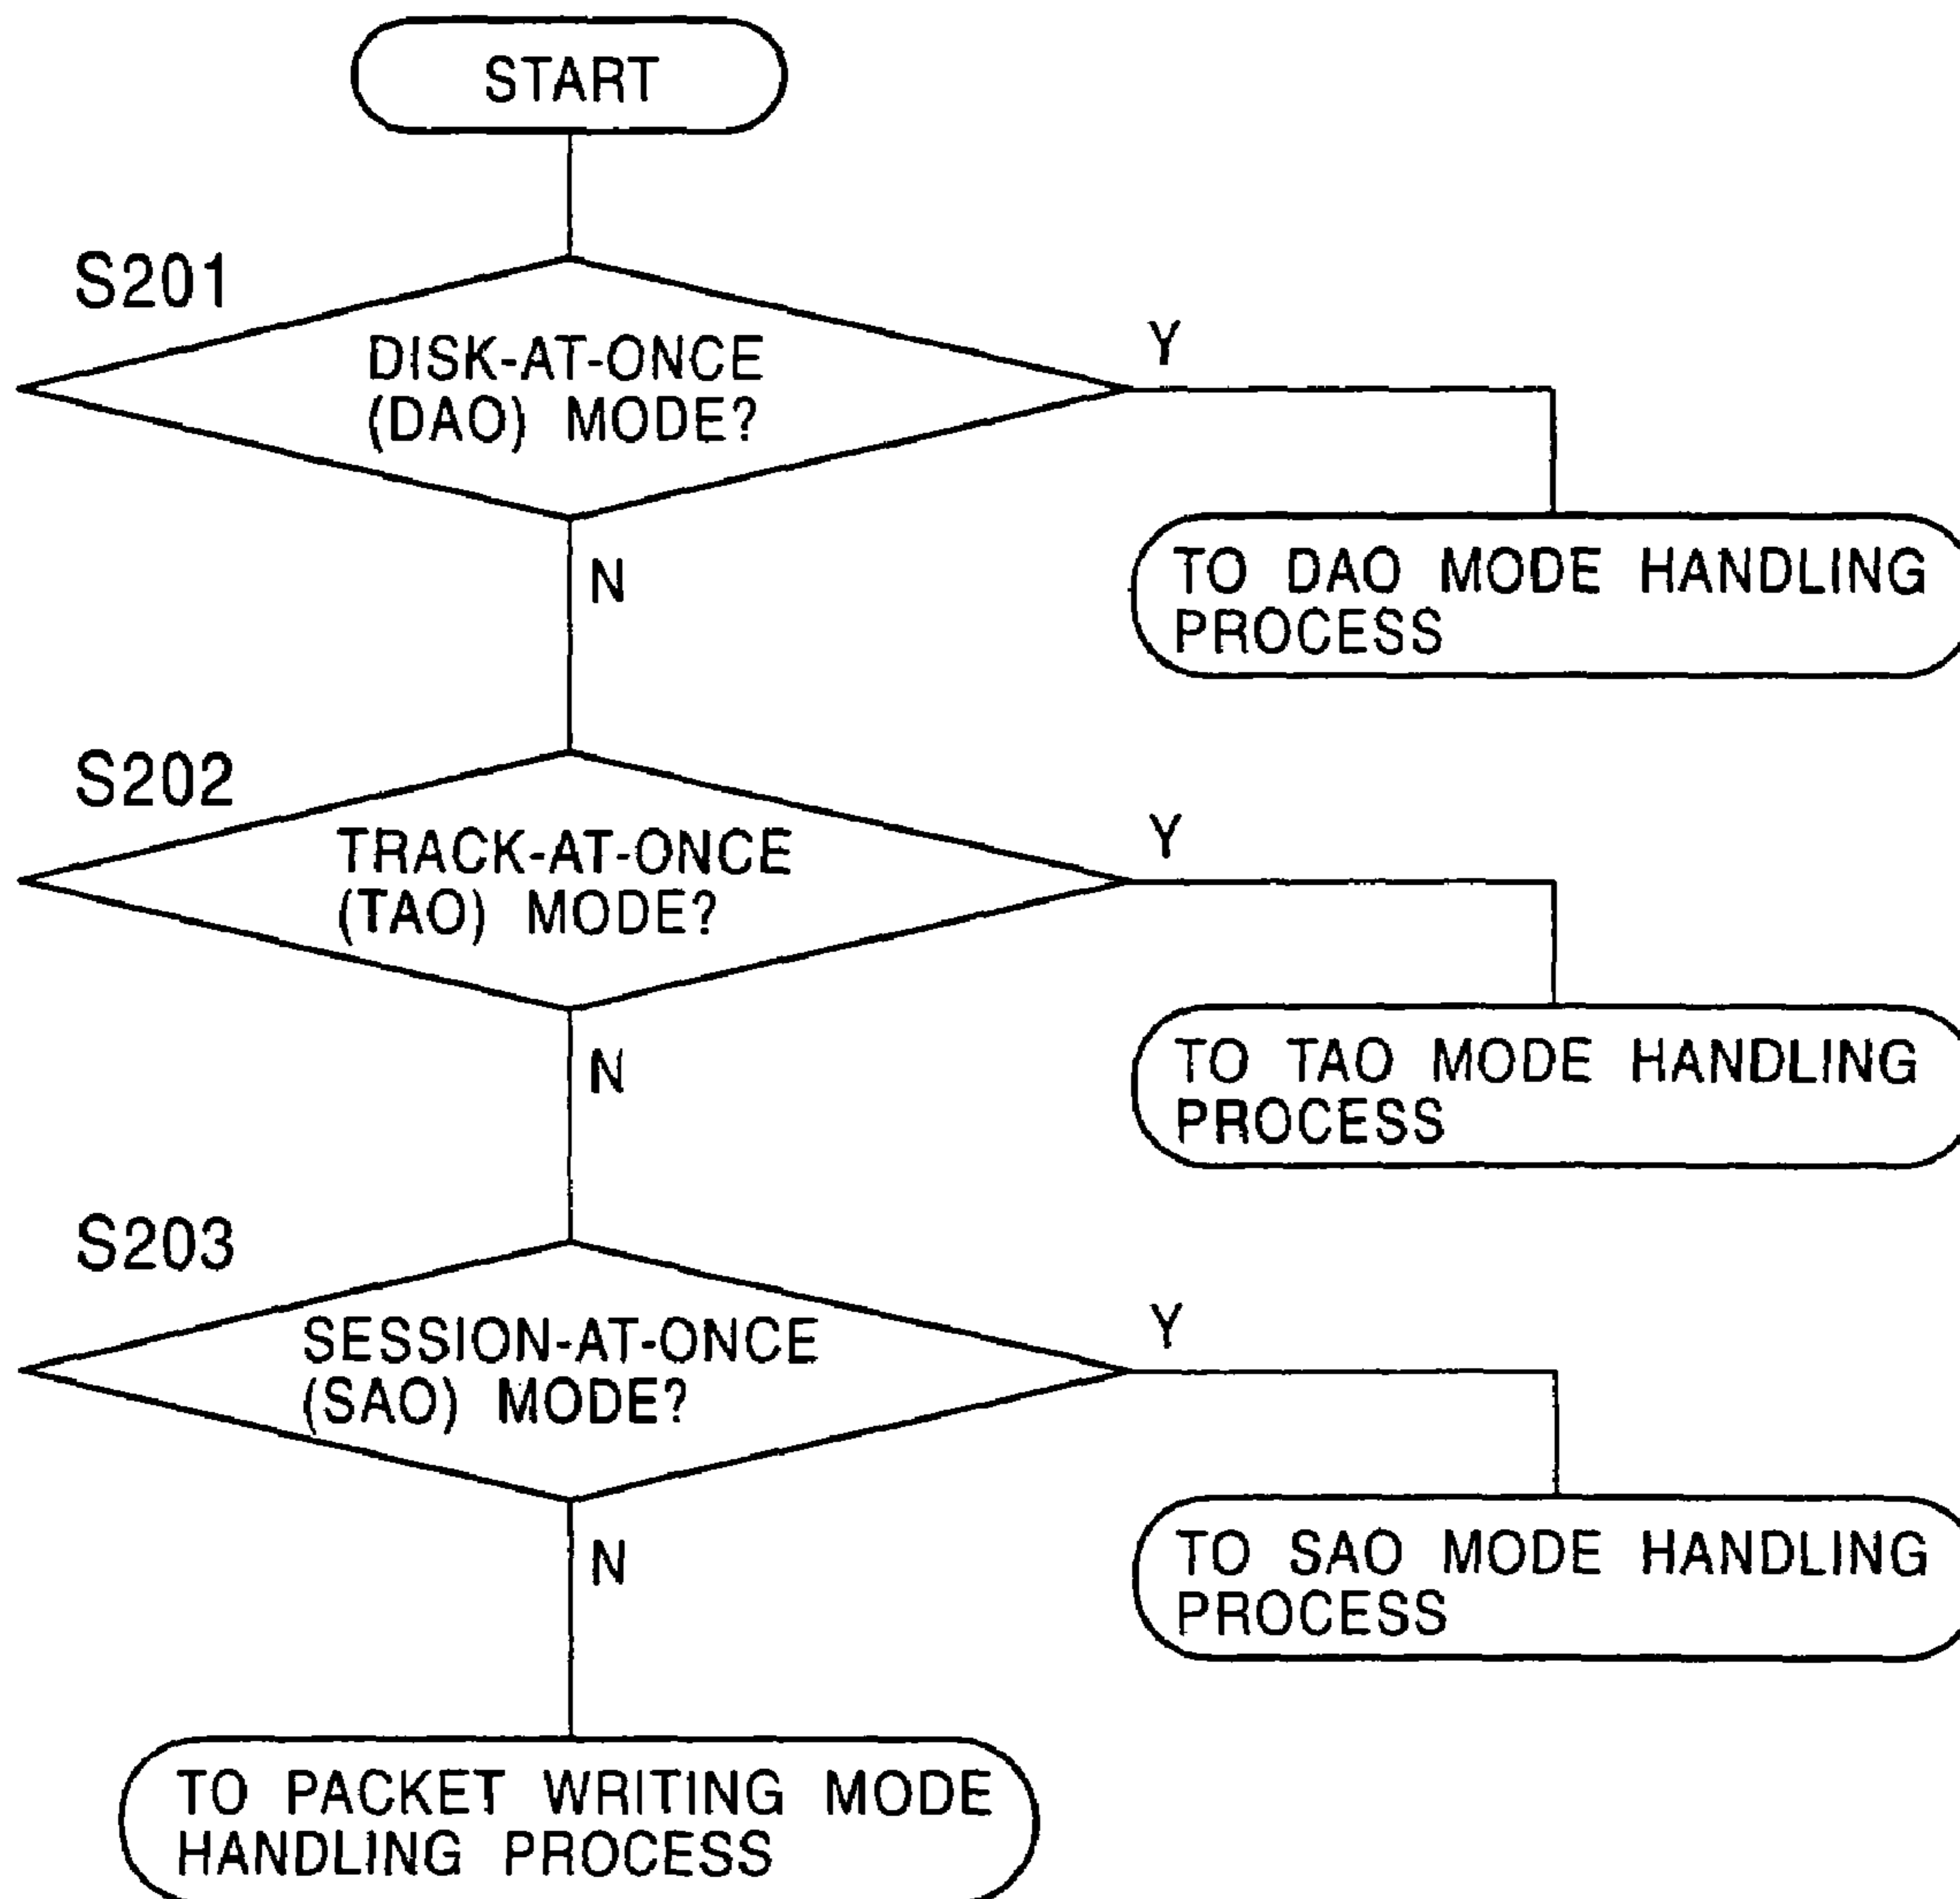 START
S201
DISK-AT-ONCE
(DAO) MODE?
Y
N
TO DAO MODE HANDLING
PROCESS
S202
TRACK-AT-ONCE
(TAO) MODE?
Y
N
TO TAO MODE HANDLING
PROCESS
S203
SESSION-AT-ONCE
(SAO) MODE?
Y
N
TO SAO MODE HANDLING
PROCESS
TO PACKET WRITING MODE
HANDLING PROCESS